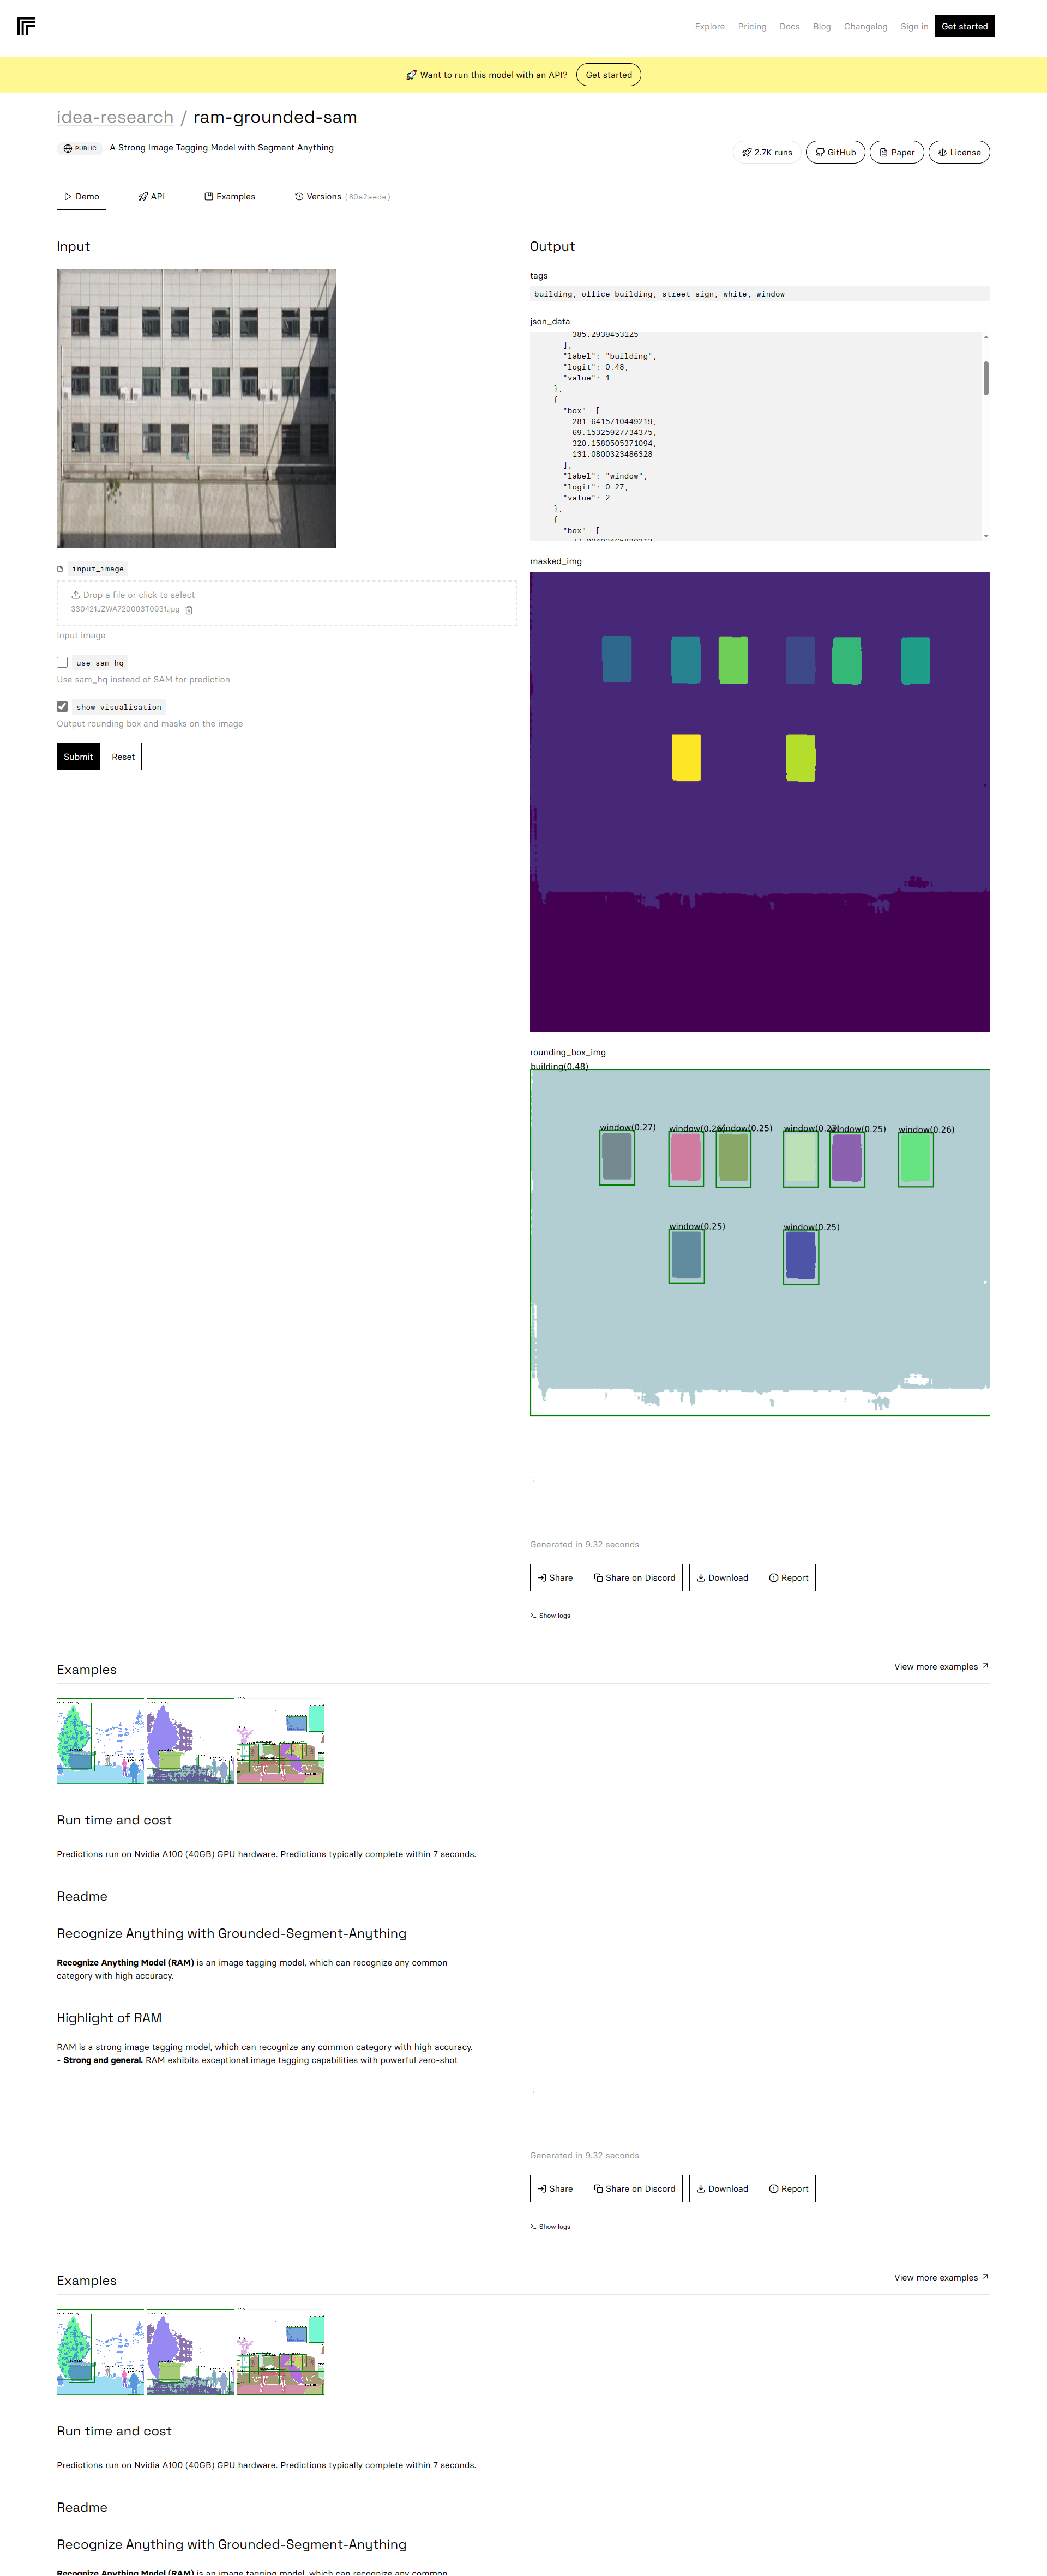 Explore Pricing Docs Blog Changelog Sign in Get started
🚀 Want to run this model with an API? Get started
idea-research / ram-grounded-sam
PUBLIC A Strong Image Tagging Model with Segment Anything
2.7K runs GitHub Paper License
Demo API Examples Versions (80a2aede)
Input
input_image
Drop a file or click to select
330421JZWA720003T0931.jpg
Input image
use_sam_hq
Use sam_hq instead of SAM for prediction
show_visualisation
Output rounding box and masks on the image
Submit Reset
Output
tags
building, office building, street sign, white, window
json_data
385.2939453125
],
"label": "building",
"logit": 0.48,
"value": 1
},
{
"box": [
281.6415710449219,
69.15325927734375,
320.1580505371094,
131.0800323486328
],
"label": "window",
"logit": 0.27,
"value": 2
},
{
"box": [
masked_img
rounding_box_img
building(0.48)
window(0.27) window(0.26) window(0.25) window(0.27) window(0.25) window(0.26)
window(0.25) window(0.25)
Generated in 9.32 seconds
Share Share on Discord Download Report
Show logs
Examples View more examples
Run time and cost
Predictions run on Nvidia A100 (40GB) GPU hardware. Predictions typically complete within 7 seconds.
Readme
Recognize Anything with Grounded-Segment-Anything
Recognize Anything Model (RAM) is an image tagging model, which can recognize any common
category with high accuracy.
Highlight of RAM
RAM is a strong image tagging model, which can recognize any common category with high accuracy.
- Strong and general. RAM exhibits exceptional image tagging capabilities with powerful zero-shot
Generated in 9.32 seconds
Share Share on Discord Download Report
Show logs
Examples View more examples
Run time and cost
Predictions run on Nvidia A100 (40GB) GPU hardware. Predictions typically complete within 7 seconds.
Readme
Recognize Anything with Grounded-Segment-Anything
Recognize Anything Model (RAM) is an image tagging model, which can recognize any common